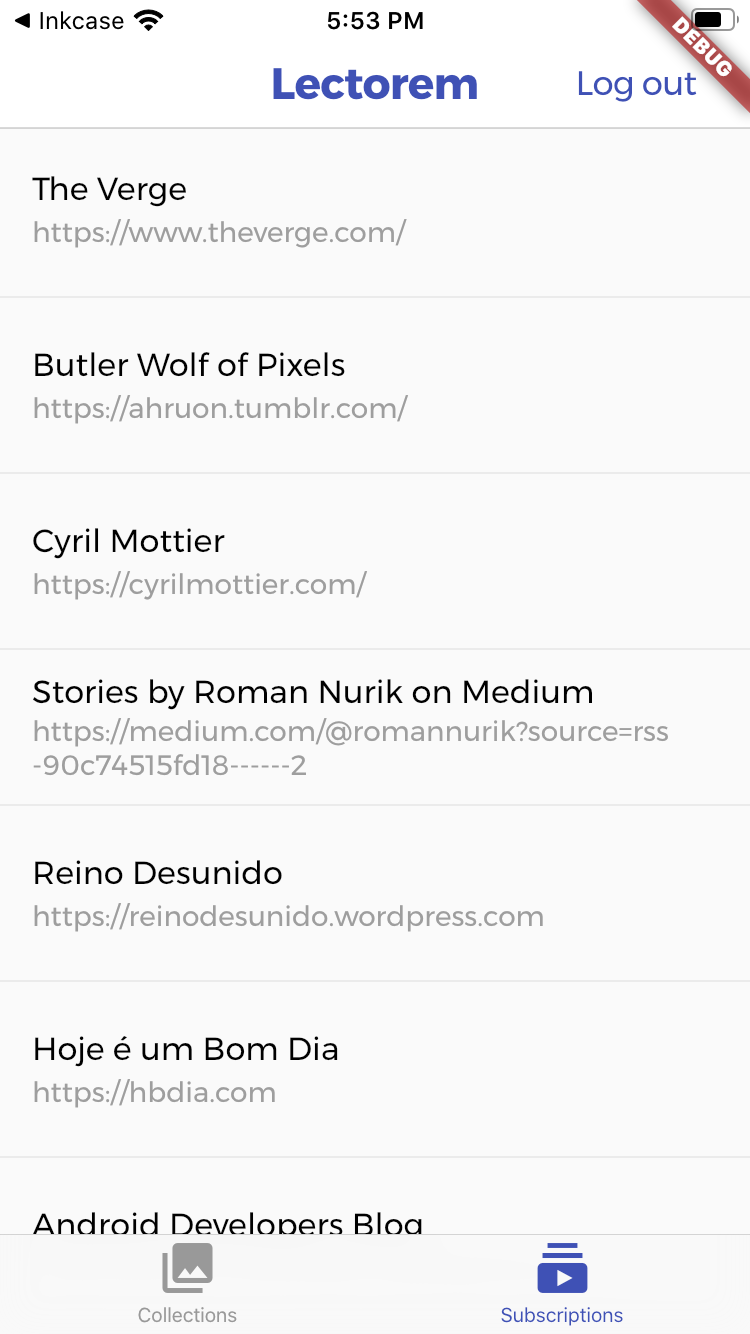 ◀ Inkcase 5:53 PM
DEBUG
Lectorem Log out
The Verge
https://www.theverge.com/
Butler Wolf of Pixels
https://ahruon.tumblr.com/
Cyril Mottier
https://cyrilmottier.com/
Stories by Roman Nurik on Medium
https://medium.com/@romannurik?source=rss
-90c74515fd18------2
Reino Desunido
https://reinodesunido.wordpress.com
Hoje é um Bom Dia
https://hbdia.com
Android Developers Blog
Collections Subscriptions